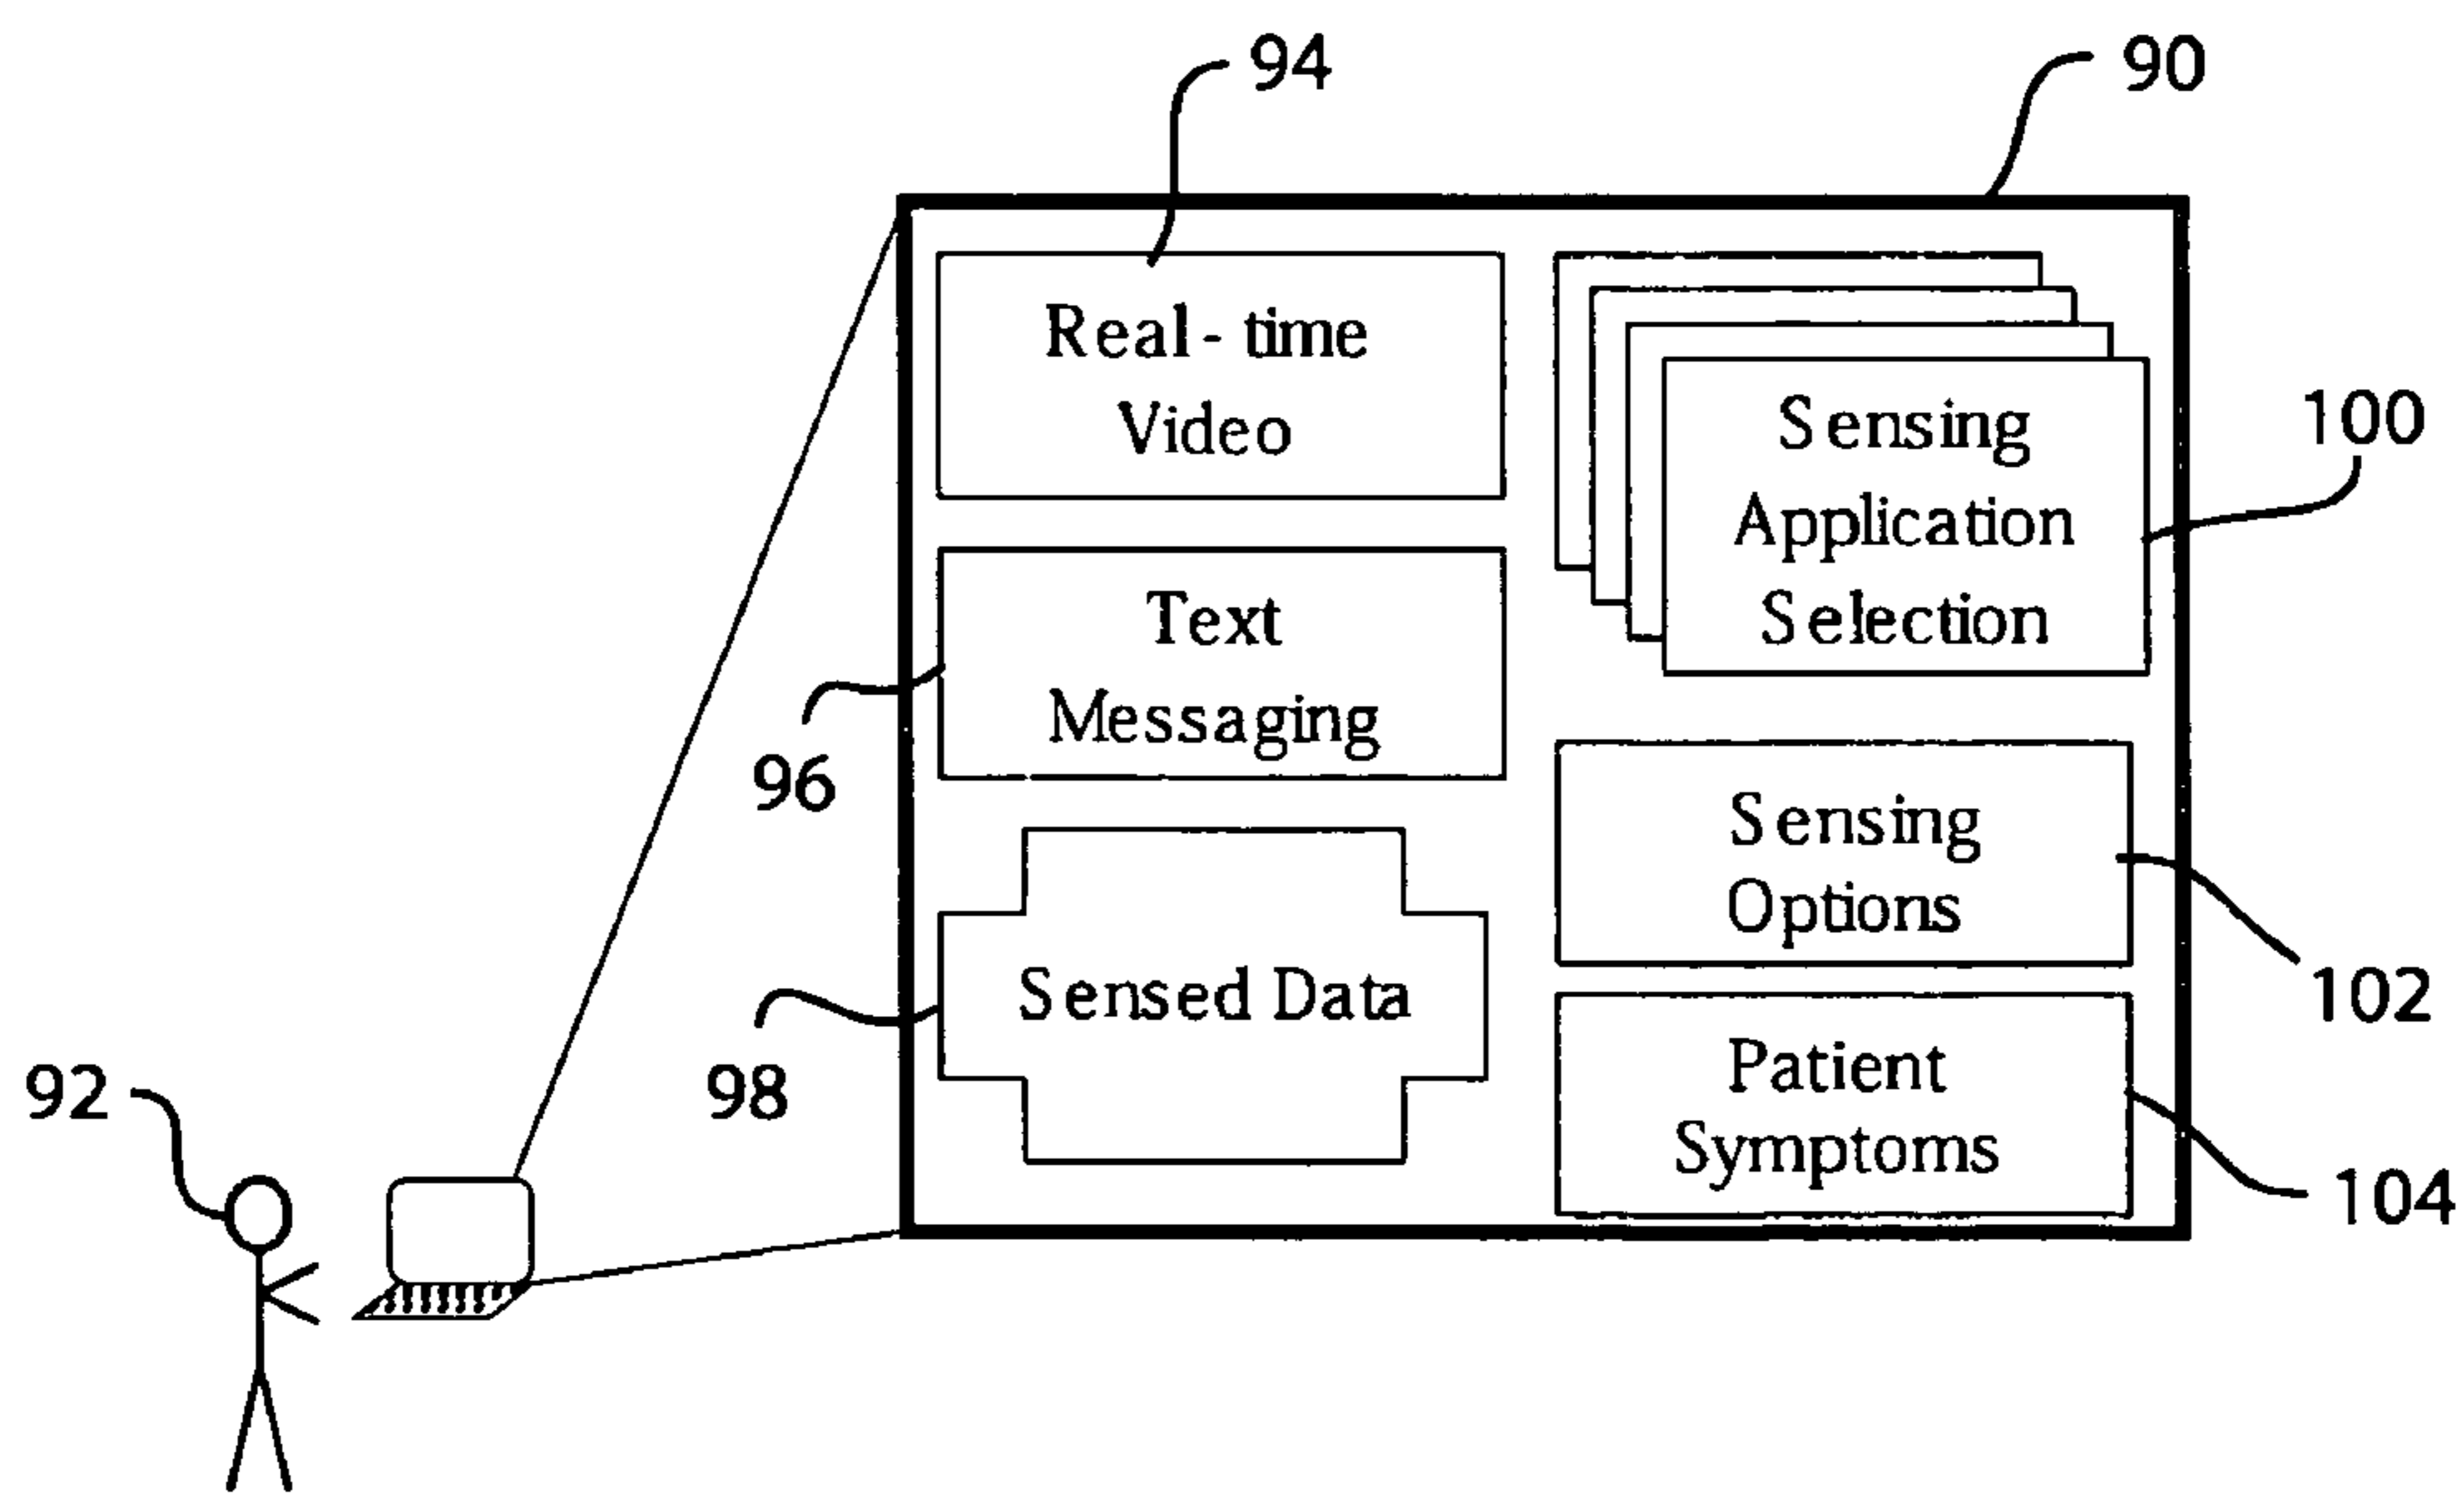 94
90
Real-time
Video
Sensing
Application
Selection
100
Text
Messaging
96
Sensing
Options
102
Sensed Data
98
Patient
Symptoms
104
92